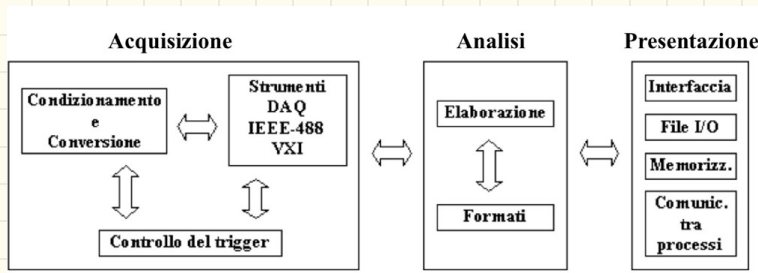 Acquisizione
Condizionamento
e
Conversione
Strumenti
DAQ
IEEE-488
VXI
Controllo del trigger
Analisi
Elaborazione
Formati
Presentazione
Interfaccia
File I/O
Memorizz.
Comunic.
tra
processi